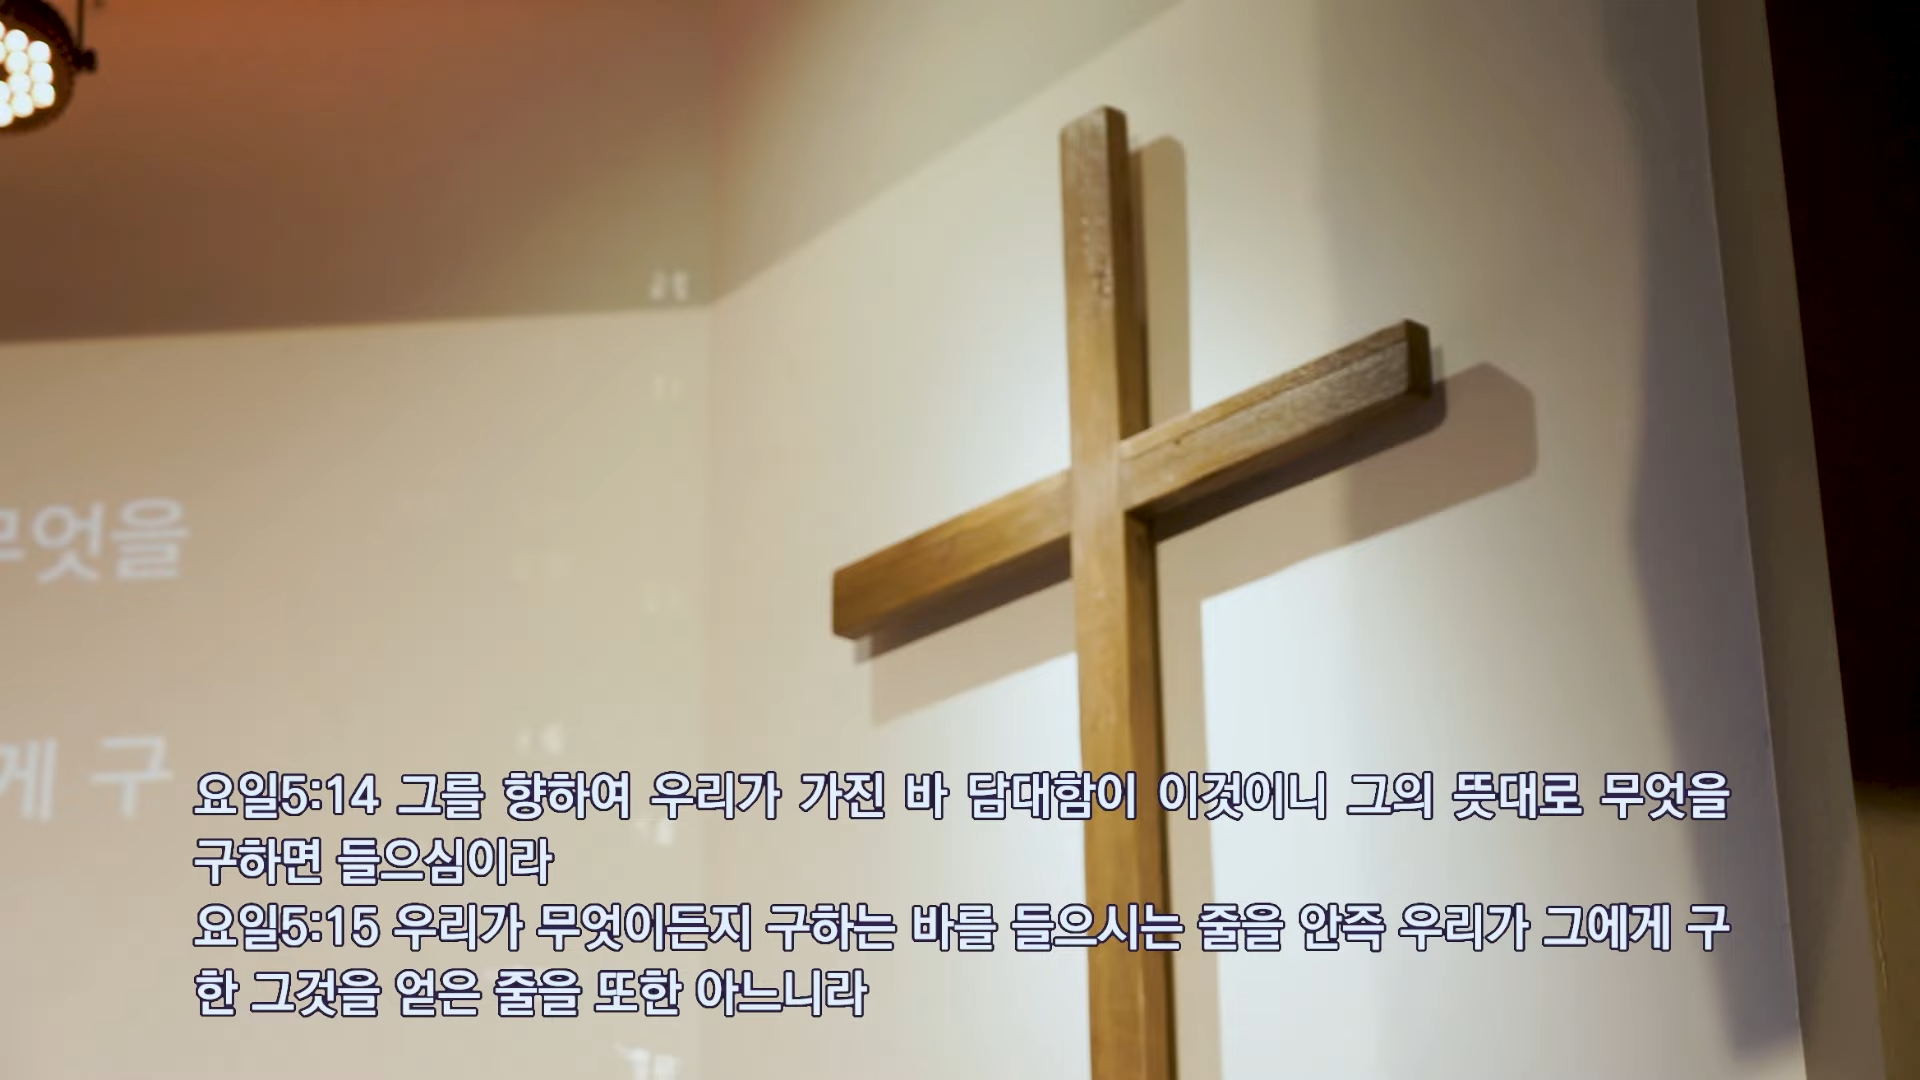 무엇을
게 구
요일5:14 그를 향하여 우리가 가진 바 담대함이 이것이니 그의 뜻대로 무엇을
구하면 들으심이라
요일5:15 우리가 무엇이든지 구하는 바를 들으시는 줄을 안즉 우리가 그에게 구
한 그것을 얻은 줄을 또한 아느니라